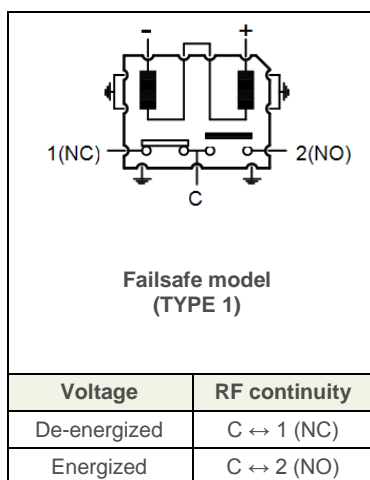 - +
1(NC) 2(NO)
C
Failsafe model
(TYPE 1)
Voltage RF continuity
De-energized C ↔ 1 (NC)
Energized C ↔ 2 (NO)